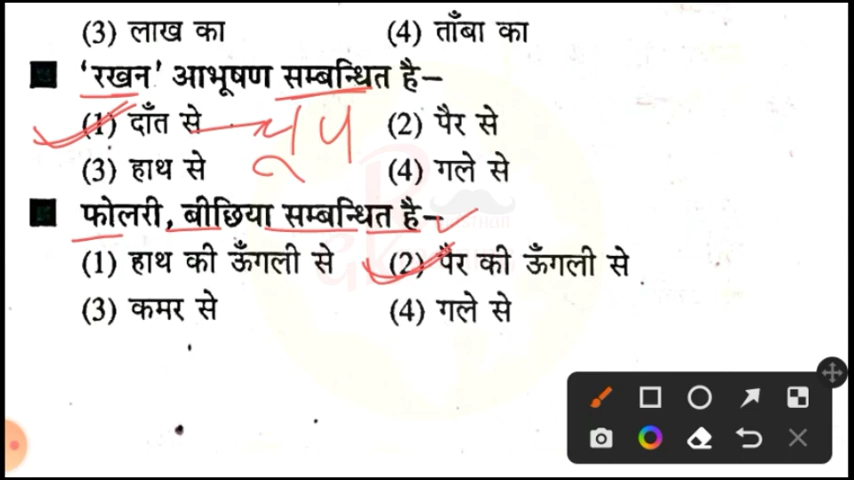 (3) लाख का (4) ताँबा का
'रखन' आभूषण सम्बन्धित है–
(1) दाँत से चूप (2) पैर से
(3) हाथ से (4) गले से
फोलरी, बीछिया सम्बन्धित है–
(1) हाथ की ऊँगली से (2) पैर की ऊँगली से
(3) कमर से (4) गले से